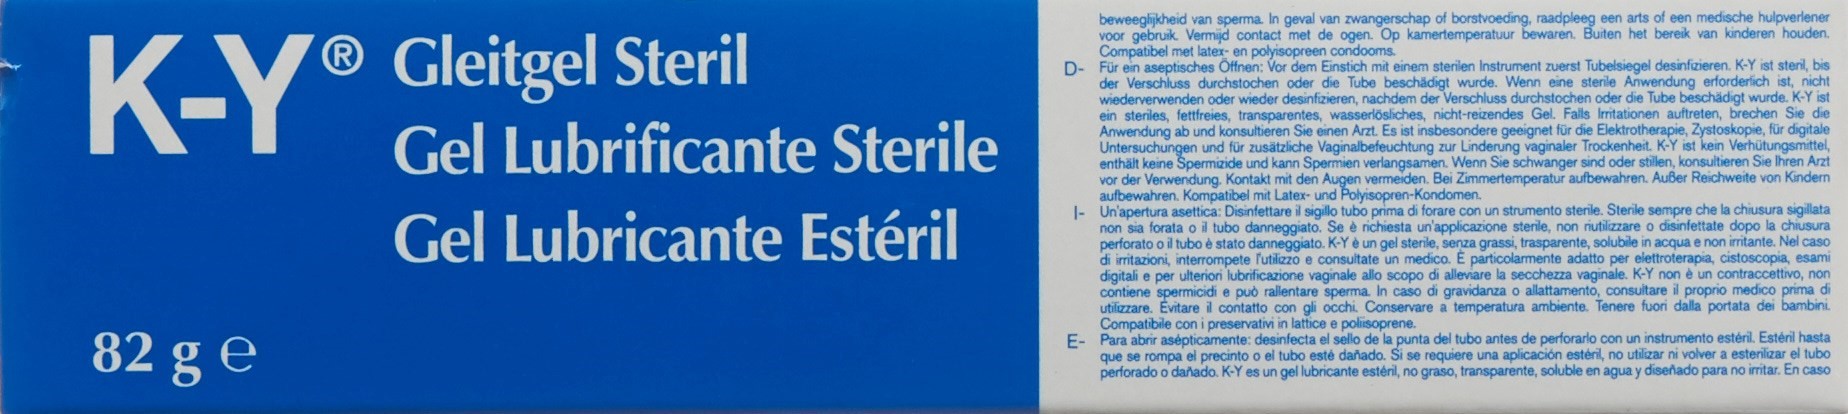 K-Y® Gleitgel Steril
Gel Lubrificante Sterile
Gel Lubricante Estéril
82 g ℮
beweeglijkheid van sperma. In geval van zwangerschap of borstvoeding, raadpleeg een arts of een medische hulpverlener
voor gebruik. Vermijd contact met de ogen. Op kamertemperatuur bewaren. Buiten het bereik van kinderen houden.
Compatibel met latex- en polyisopreen condooms.
D- Für ein aseptisches Öffnen; Vor dem Einstich mit einem sterilen Instrument zuerst Tubelsiegel desinfizieren. K-Y ist steril, bis
der Verschluss durchstochen oder die Tube beschädigt wurde. Wenn eine sterile Anwendung erforderlich ist, nicht
wiederverwenden oder wieder desinfizieren, nachdem der Verschluss durchstochen oder die Tube beschädigt wurde. K-Y ist
ein steriles, fettfreies, transparentes, wasserlösliches, nicht-reizendes Gel. Falls Irritationen auftreten, brechen Sie die
Anwendung ab und konsultieren Sie einen Arzt. Es ist insbesondere geeignet für die Elektrotherapie, Zystoskopie, für digitale
Untersuchungen und für zusätzliche Vaginalbefeuchtung zur Linderung vaginaler Trockenheit. K-Y ist kein Verhütungsmittel,
enthält keine Spermizide und kann Spermien verlangsamen. Wenn Sie schwanger sind oder stillen, konsultieren Sie Ihren Arzt
vor der Verwendung. Kontakt mit den Augen vermeiden. Bei Zimmertemperatur aufbewahren. Außer Reichweite von Kindern
aufbewahren. Kompatibel mit Latex- und Polyisopren-Kondomen.
I- Un'apertura asettica: Disinfettare il sigillo tubo prima di forare con un strumento sterile. Sterile sempre che la chiusura sigillata
non sia forata o il tubo danneggiato. Se è richiesta un'applicazione sterile, non riutilizzare o disinfettate dopo la chiusura
perforato o il tubo è stato danneggiato. K-Y è un gel sterile, senza grassi, trasparente, solubile in acqua e non irritante. Nel caso
di irritazioni, interrompete l'utilizzo e consultate un medico. È particolarmente adatto per elettroterapia, cistoscopia, esami
digitali e per ulteriori lubrificazione vaginale allo scopo di alleviare la secchezza vaginale. K-Y non è un contraccettivo, non
contiene spermicidi e può rallentare sperma. In caso di gravidanza o allattamento, consultare il proprio medico prima di
utilizzare. Evitare il contatto con gli occhi. Conservare a temperatura ambiente. Tenere fuori dalla portata dei bambini.
Compatibile con i preservativi in lattice e poliisoprene.
E- Para abrir asépticamente: desinfecta el sello de la punta del tubo antes de perforarlo con un instrumento estéril. Estéril hasta
que se rompa el precinto o el tubo esté dañado. Si se requiere una aplicación estéril, no utilizar ni volver a esterilizar el tubo
perforado o dañado. K-Y es un gel lubricante estéril, no graso, transparente, soluble en agua y diseñado para no irritar. En caso